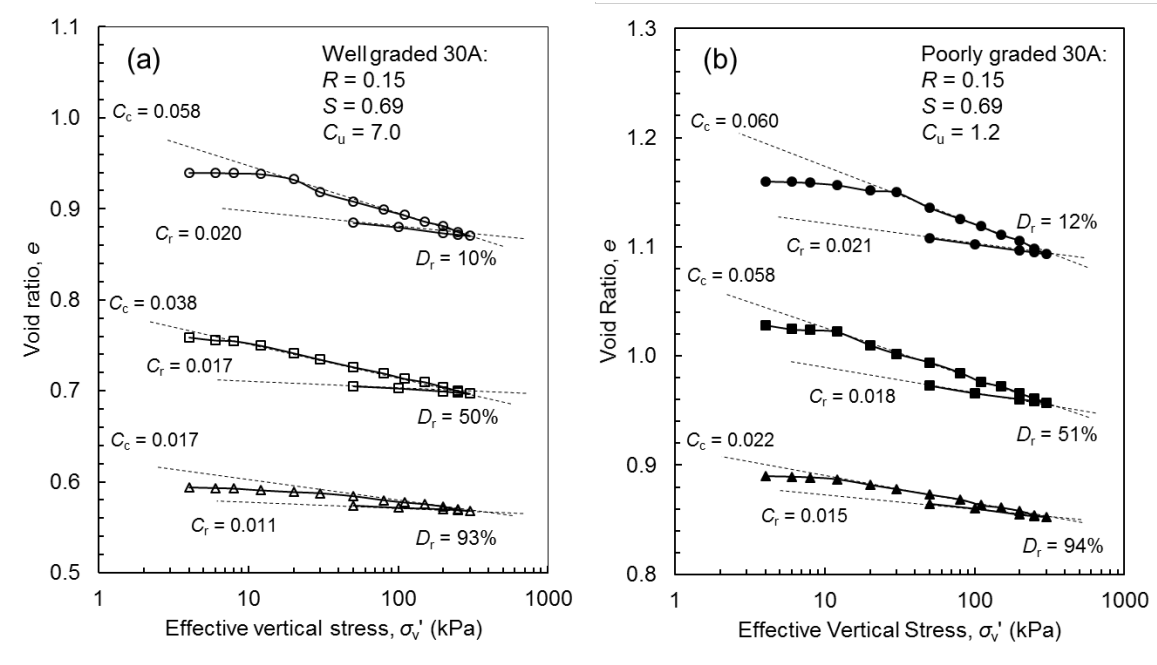 (a)
Well graded 30A:
R = 0.15
S = 0.69
Cu = 7.0
Void ratio, e
1.1
1.0
0.9
0.8
0.7
0.6
0.5
Cc = 0.058
Cr = 0.020
Dr = 10%
Cc = 0.038
Cr = 0.017
Dr = 50%
Cc = 0.017
Cr = 0.011
Dr = 93%
1 10 100 1000
Effective vertical stress, σv' (kPa)
(b)
Poorly graded 30A:
R = 0.15
S = 0.69
Cu = 1.2
Void Ratio, e
1.3
1.2
1.1
1.0
0.9
0.8
Cc = 0.060
Cr = 0.021
Dr = 12%
Cc = 0.058
Cr = 0.018
Dr = 51%
Cc = 0.022
Cr = 0.015
Dr = 94%
1 10 100 1000
Effective Vertical Stress, σv' (kPa)